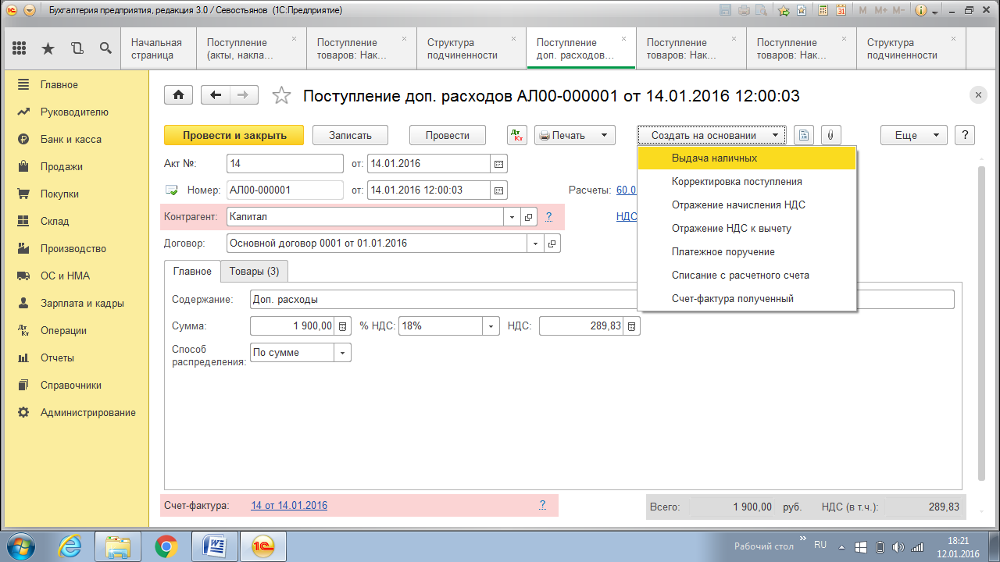 Бухгалтерия предприятия, редакция 3.0 / Севостьянов (1С:Предприятие)
M M+ M-
Начальная страница
Поступление (акты, накла...
Поступление товаров: Нак...
Структура подчиненности
Поступление доп. расходов...
Поступление товаров: Нак...
Поступление товаров: Нак...
Структура подчиненности
Главное
Руководителю
Банк и касса
Продажи
Покупки
Склад
Производство
ОС и НМА
Зарплата и кадры
Операции
Отчеты
Справочники
Администрирование
Поступление доп. расходов АЛ00-000001 от 14.01.2016 12:00:03
Провести и закрыть
Записать
Провести
Дт Кт
Печать
Создать на основании
Еще
?
Выдача наличных
Корректировка поступления
Отражение начисления НДС
Отражение НДС к вычету
Платежное поручение
Списание с расчетного счета
Счет-фактура полученный
Акт №: 14 от: 14.01.2016
Номер: АЛ00-000001 от: 14.01.2016 12:00:03 Расчеты: 60.0
Контрагент: Капитал ? НДС
Договор: Основной договор 0001 от 01.01.2016
Главное Товары (3)
Содержание: Доп. расходы
Сумма: 1 900,00 % НДС: 18% НДС: 289,83
Способ распределения: По сумме
Счет-фактура: 14 от 14.01.2016 ?
Всего: 1 900,00 руб. НДС (в т.ч.): 289,83
Рабочий стол » RU
18:21
12.01.2016